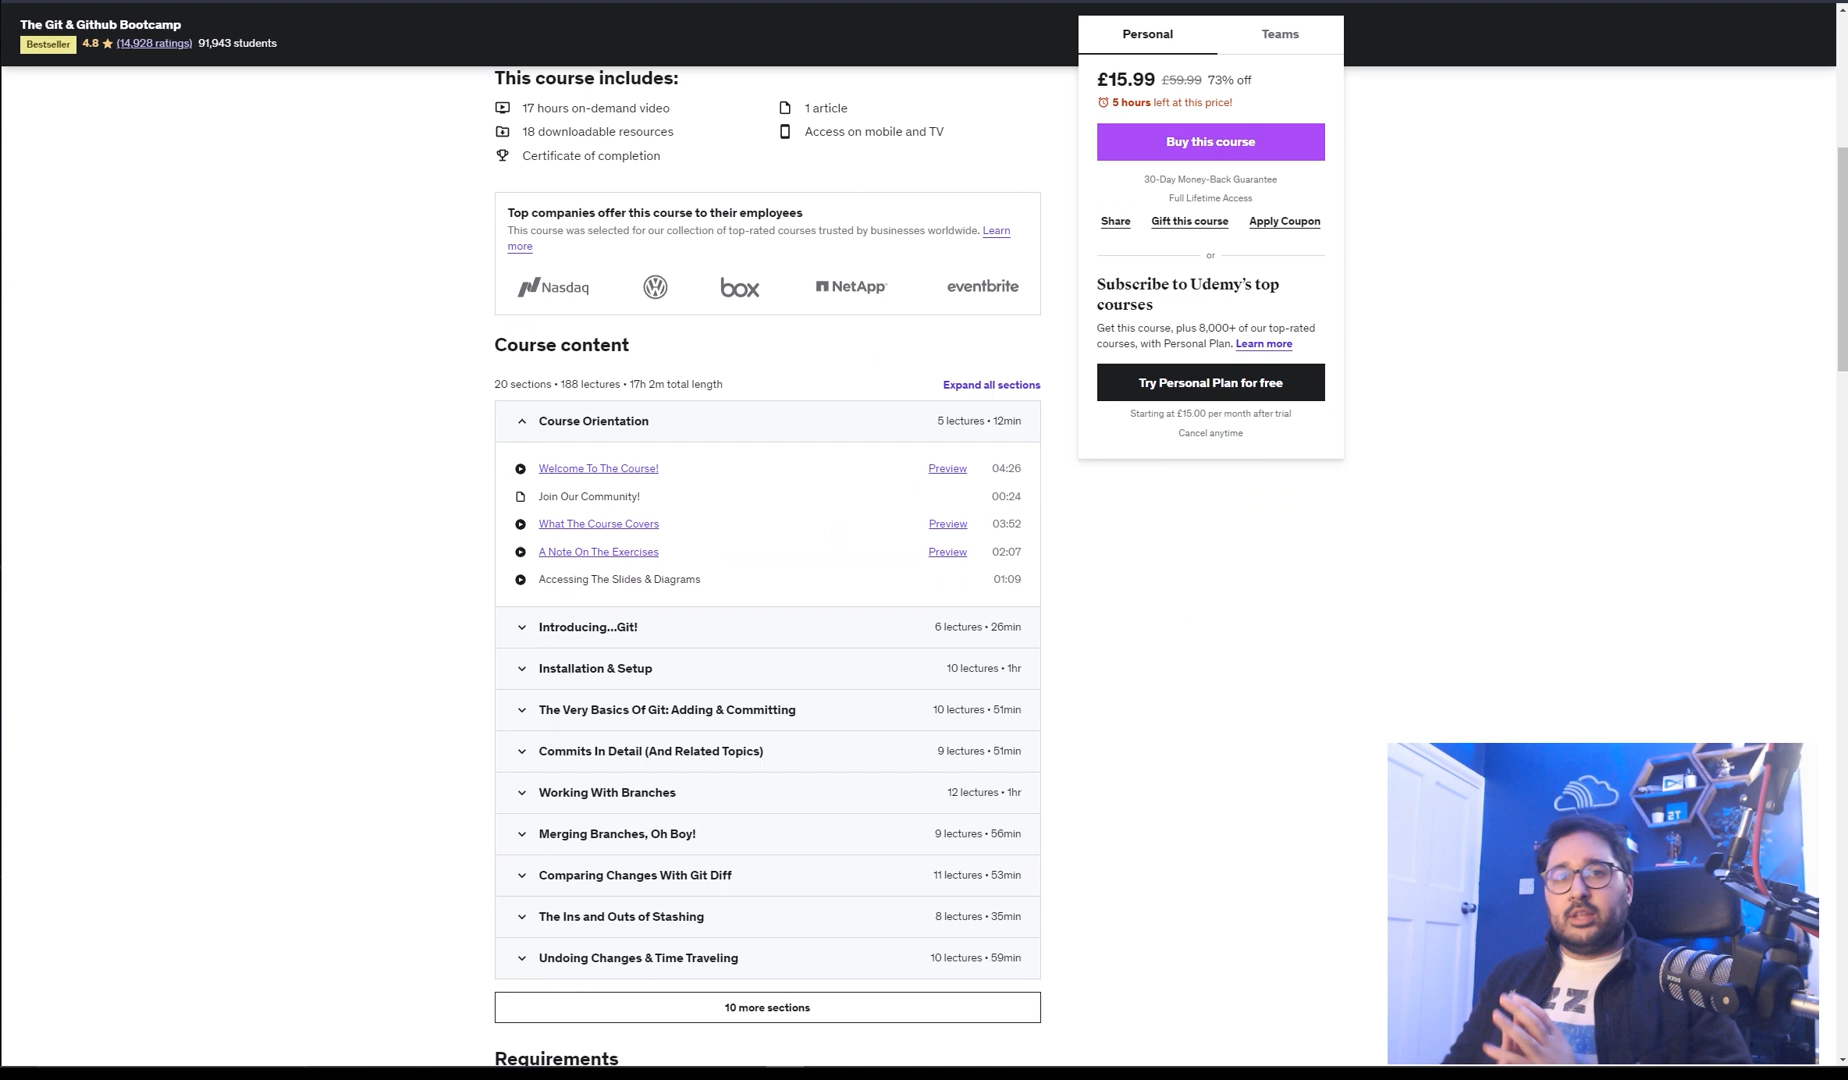 The Git & Github Bootcamp
Bestseller 4.8 (14,928 ratings) 91,943 students
This course includes:
17 hours on-demand video
1 article
18 downloadable resources
Access on mobile and TV
Certificate of completion
Top companies offer this course to their employees
This course was selected for our collection of top-rated courses trusted by businesses worldwide. Learn
more
Nasdaq
box
NetApp
eventbrite
Course content
20 sections • 188 lectures • 17h 2m total length
Expand all sections
Course Orientation 5 lectures • 12min
Welcome To The Course! Preview 04:26
Join Our Community! 00:24
What The Course Covers Preview 03:52
A Note On The Exercises Preview 02:07
Accessing The Slides & Diagrams 01:09
Introducing...Git! 6 lectures • 26min
Installation & Setup 10 lectures • 1hr
The Very Basics Of Git: Adding & Committing 10 lectures • 51min
Commits In Detail (And Related Topics) 9 lectures • 51min
Working With Branches 12 lectures • 1hr
Merging Branches, Oh Boy! 9 lectures • 56min
Comparing Changes With Git Diff 11 lectures • 53min
The Ins and Outs of Stashing 8 lectures • 35min
Undoing Changes & Time Traveling 10 lectures • 59min
10 more sections
Requirements
Personal Teams
£15.99 £59.99 73% off
5 hours left at this price!
Buy this course
30-Day Money-Back Guarantee
Full Lifetime Access
Share Gift this course Apply Coupon
or
Subscribe to Udemy's top
courses
Get this course, plus 8,000+ of our top-rated
courses, with Personal Plan. Learn more
Try Personal Plan for free
Starting at £15.00 per month after trial
Cancel anytime